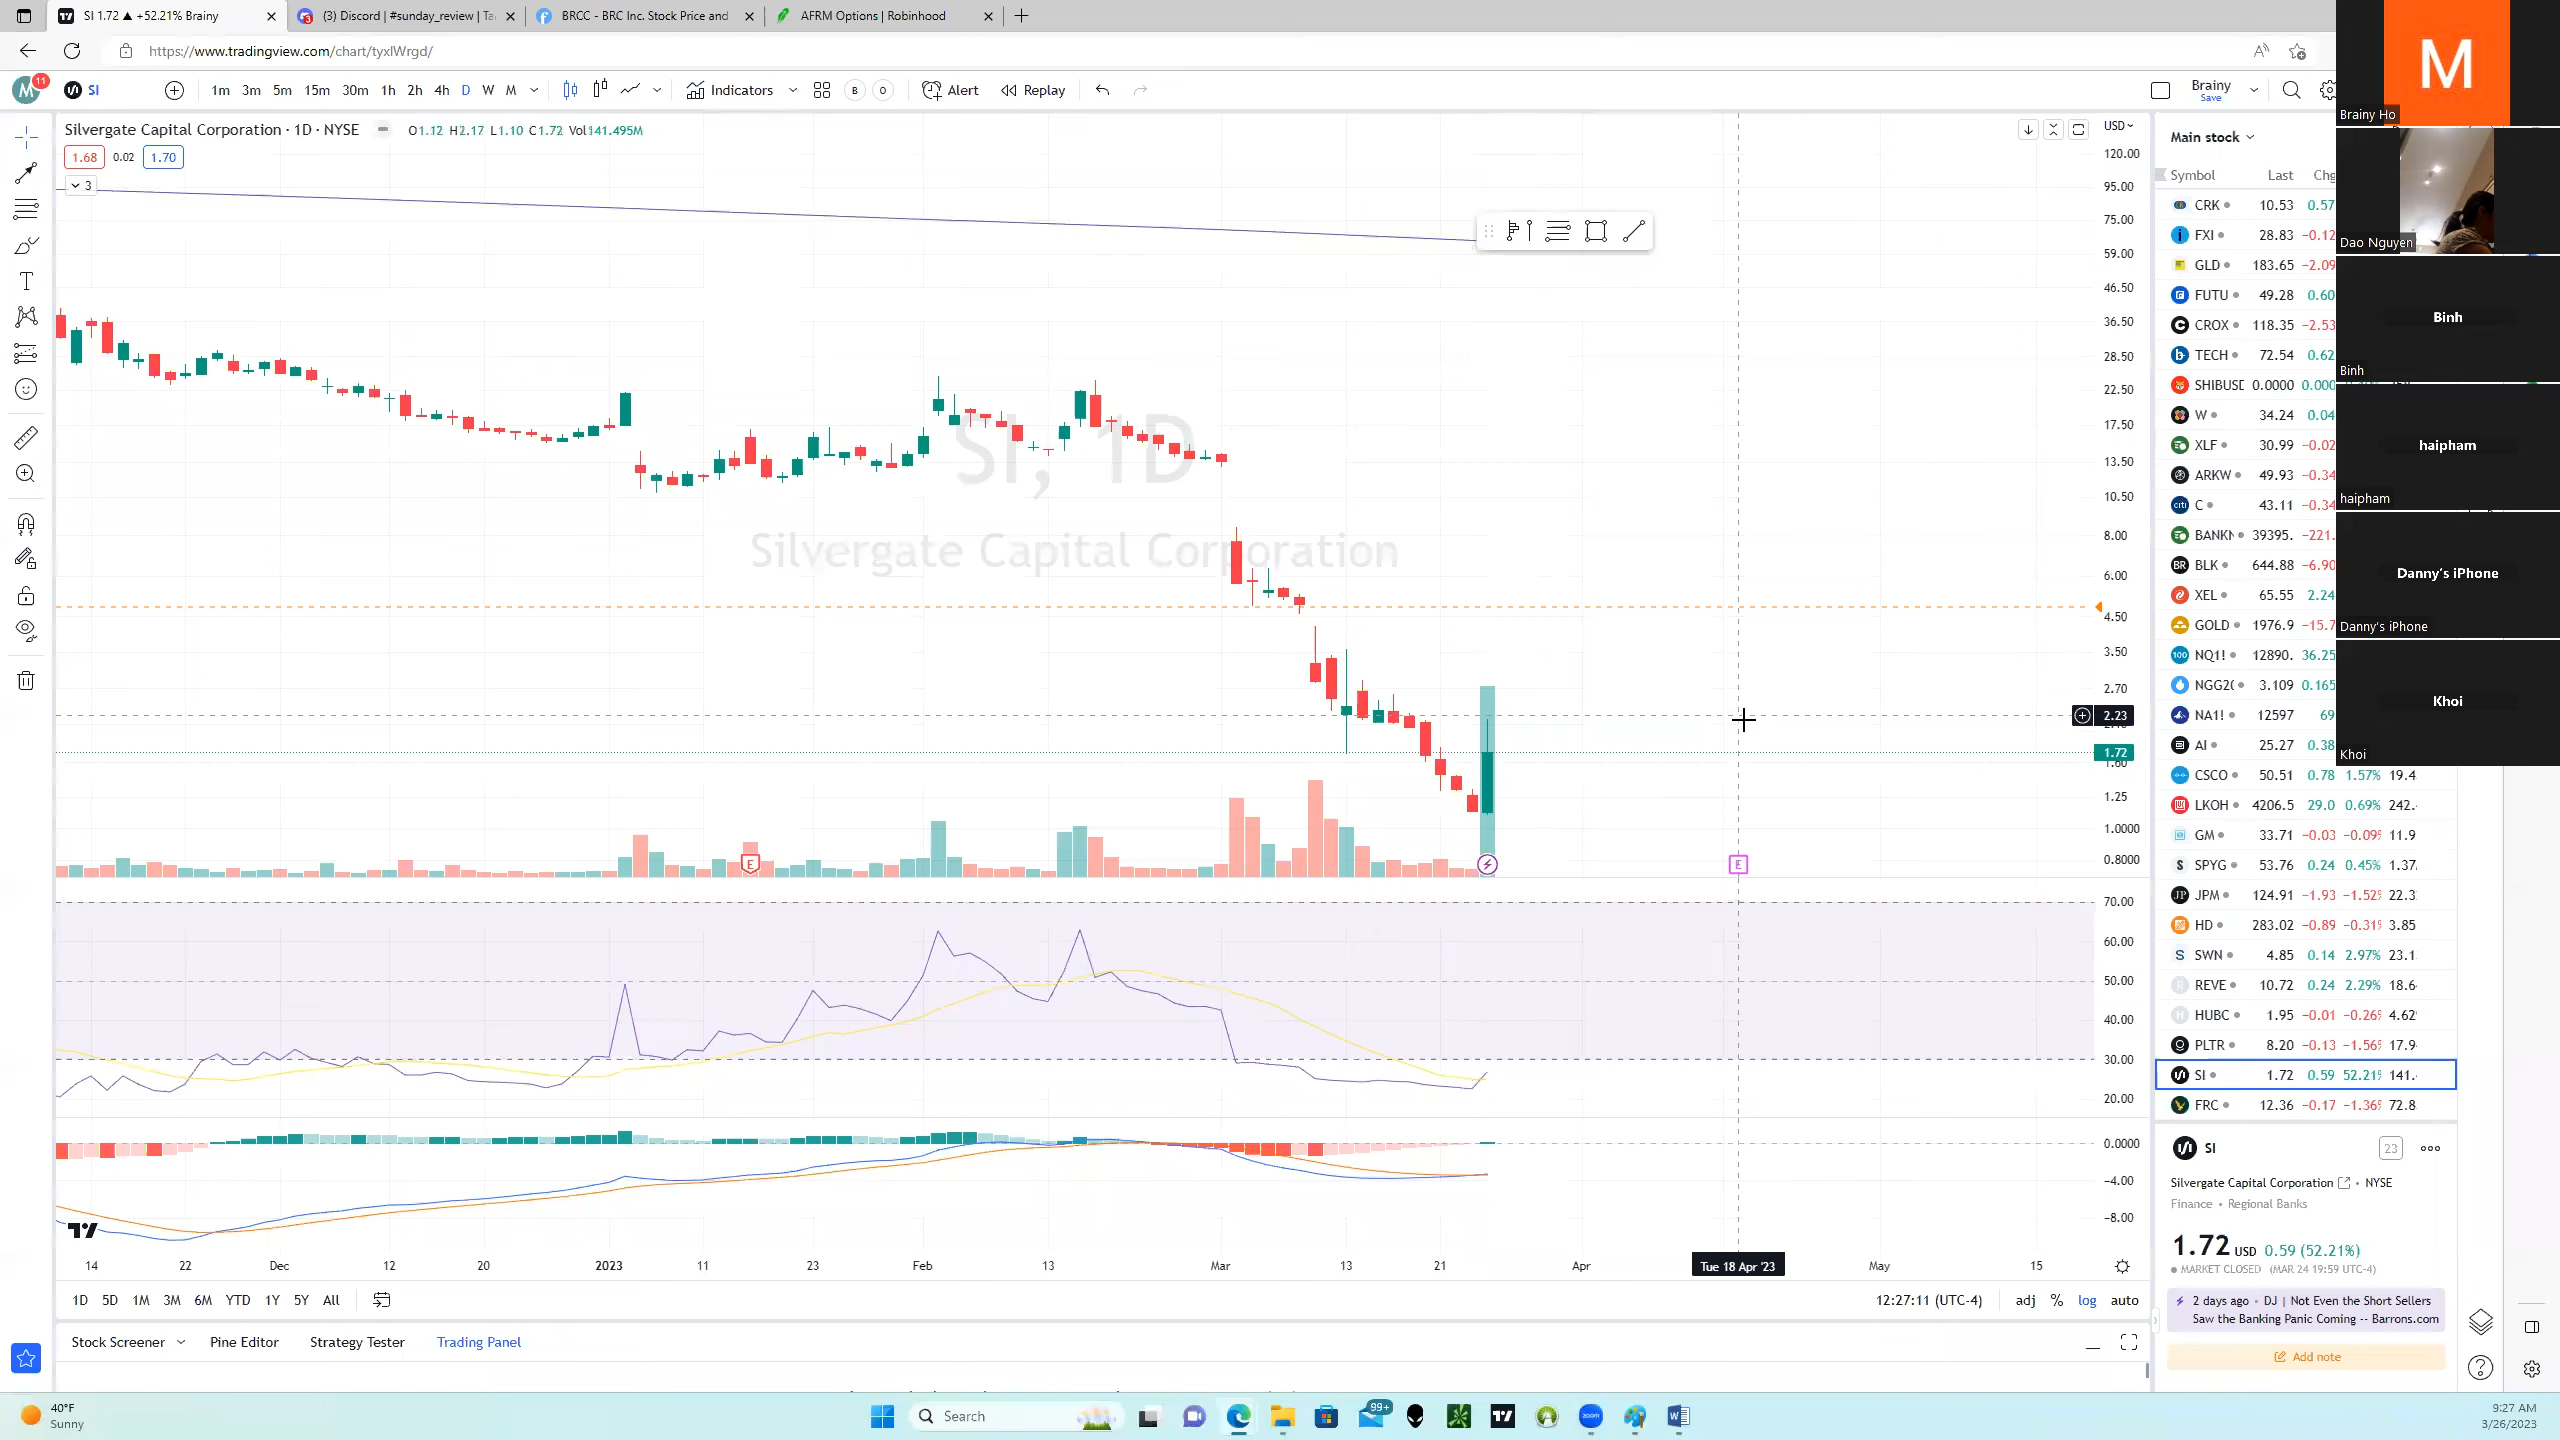 SI 1.72 ▲ +52.21% Brainy
(3) Discord | #sunday_review | Ta
BRCC - BRC Inc. Stock Price and
AFRM Options | Robinhood
https://www.tradingview.com/chart/tyxlWrgd/
M 11 SI 1m 3m 5m 15m 30m 1h 2h 4h D W M Indicators B O Alert Replay Brainy
Save
Silvergate Capital Corporation · 1D · NYSE O1.12 H2.17 L1.10 C1.72 Vol141.495M
1.68 0.02 1.70
3
SI, 1D
Silvergate Capital Corporation
USD
120.00
95.00
75.00
59.00
46.50
36.50
28.50
22.50
17.50
13.50
10.50
8.00
6.00
4.50
3.50
2.70
2.23
1.72
1.60
1.25
1.0000
0.8000
E
E
70.00
60.00
50.00
40.00
30.00
20.00
0.0000
−4.00
−8.00
14 22 Dec 12 20 2023 11 23 Feb 13 Mar 13 21 Apr Tue 18 Apr '23 May 15
1D 5D 1M 3M 6M YTD 1Y 5Y All 12:27:11 (UTC-4) adj % log auto
Stock Screener Pine Editor Strategy Tester Trading Panel
Main stock
Symbol Last Chg
CRK 10.53 0.57
FXI 28.83 −0.12
GLD 183.65 −2.09
FUTU 49.28 0.60
CROX 118.35 −2.53
TECH 72.54 0.62
SHIBUSD 0.0000 0.000
W 34.24 0.04
XLF 30.99 −0.02
ARKW 49.93 −0.34
C 43.11 −0.34
BANKN 39395. −221.
BLK 644.88 −6.90
XEL 65.55 2.24
GOLD 1976.9 −15.7
NQ1! 12890. 36.25
NGG2( 3.109 0.165
NA1! 12597 69
AI 25.27 0.38
CSCO 50.51 0.78 1.57% 19.4
LKOH 4206.5 29.0 0.69% 242.
GM 33.71 −0.03 −0.09% 11.9
SPYG 53.76 0.24 0.45% 1.37
JPM 124.91 −1.93 −1.52% 22.3
HD 283.02 −0.89 −0.31% 3.85
SWN 4.85 0.14 2.97% 23.1
REVE 10.72 0.24 2.29% 18.6
HUBC 1.95 −0.01 −0.26% 4.62
PLTR 8.20 −0.13 −1.56% 17.9
SI 1.72 0.59 52.21% 141.
FRC 12.36 −0.17 −1.36% 72.8
SI 23
Silvergate Capital Corporation • NYSE
Finance • Regional Banks
1.72 USD 0.59 (52.21%)
MARKET CLOSED (MAR 24 19:59 UTC-4)
2 days ago • DJ | Not Even the Short Sellers
Saw the Banking Panic Coming -- Barrons.com
Add note
M
Brainy Ho
Dao Nguyen
Binh
Binh
haipham
haipham
Danny's iPhone
Danny's iPhone
Khoi
Khoi
40°F
Sunny
Search
99+
zoom
9:27 AM
3/26/2023